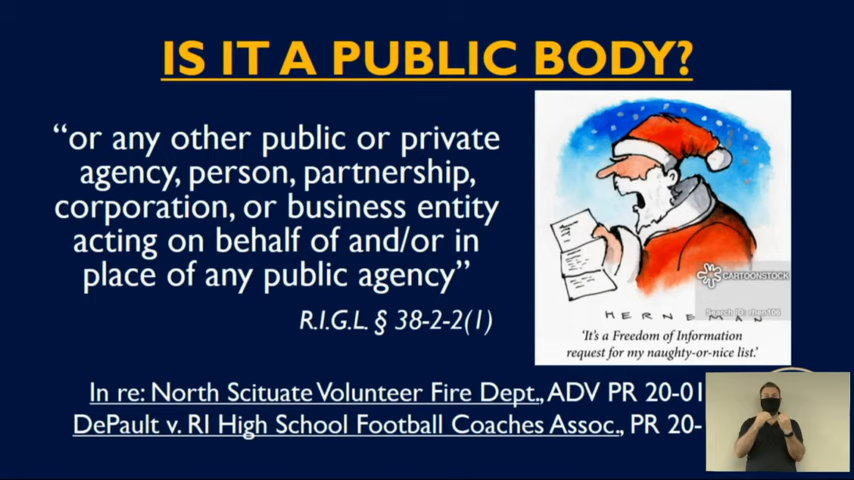 IS IT A PUBLIC BODY?
“or any other public or private
agency, person, partnership,
corporation, or business entity
acting on behalf of and/or in
place of any public agency”
R.I.G.L. § 38-2-2(1)
CARTOONSTOCK
Search ID:
HERNEMAN
‘It’s a Freedom of Information
request for my naughty-or-nice list.’
In re: North Scituate Volunteer Fire Dept., ADV PR 20-01
DePault v. RI High School Football Coaches Assoc., PR 20-